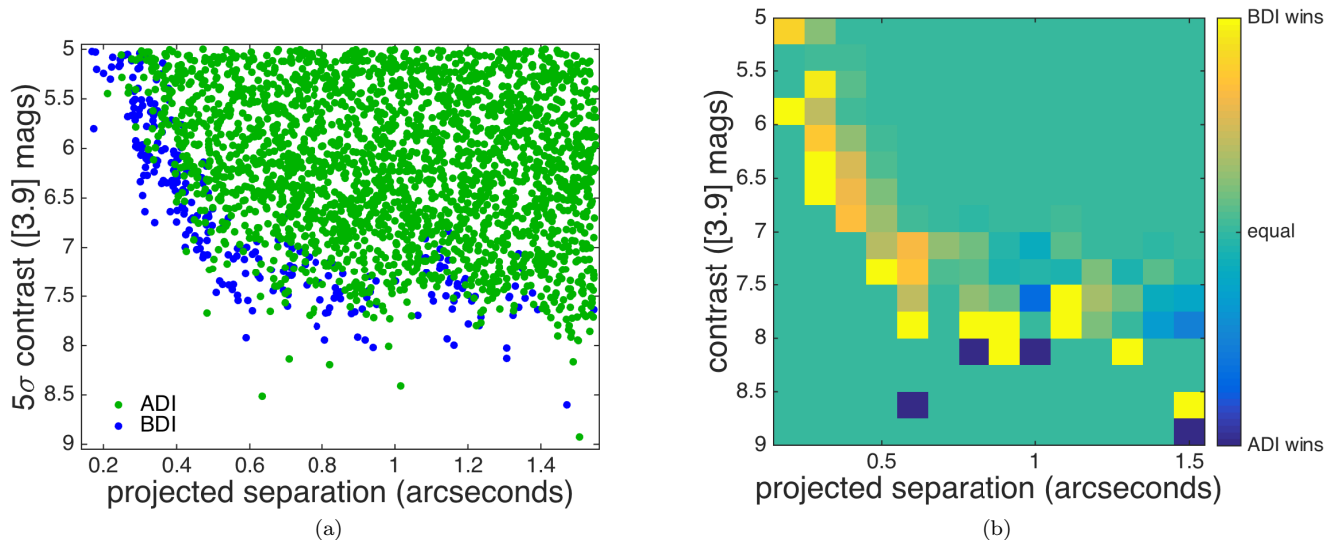 5
5.5
6
6.5
7
7.5
8
8.5
9
5σ contrast ([3.9] mags)
ADI
BDI
0.2 0.4 0.6 0.8 1 1.2 1.4
projected separation (arcseconds)
(a)
5
5.5
6
6.5
7
7.5
8
8.5
9
contrast ([3.9] mags)
0.5 1 1.5
projected separation (arcseconds)
BDI wins
equal
ADI wins
(b)